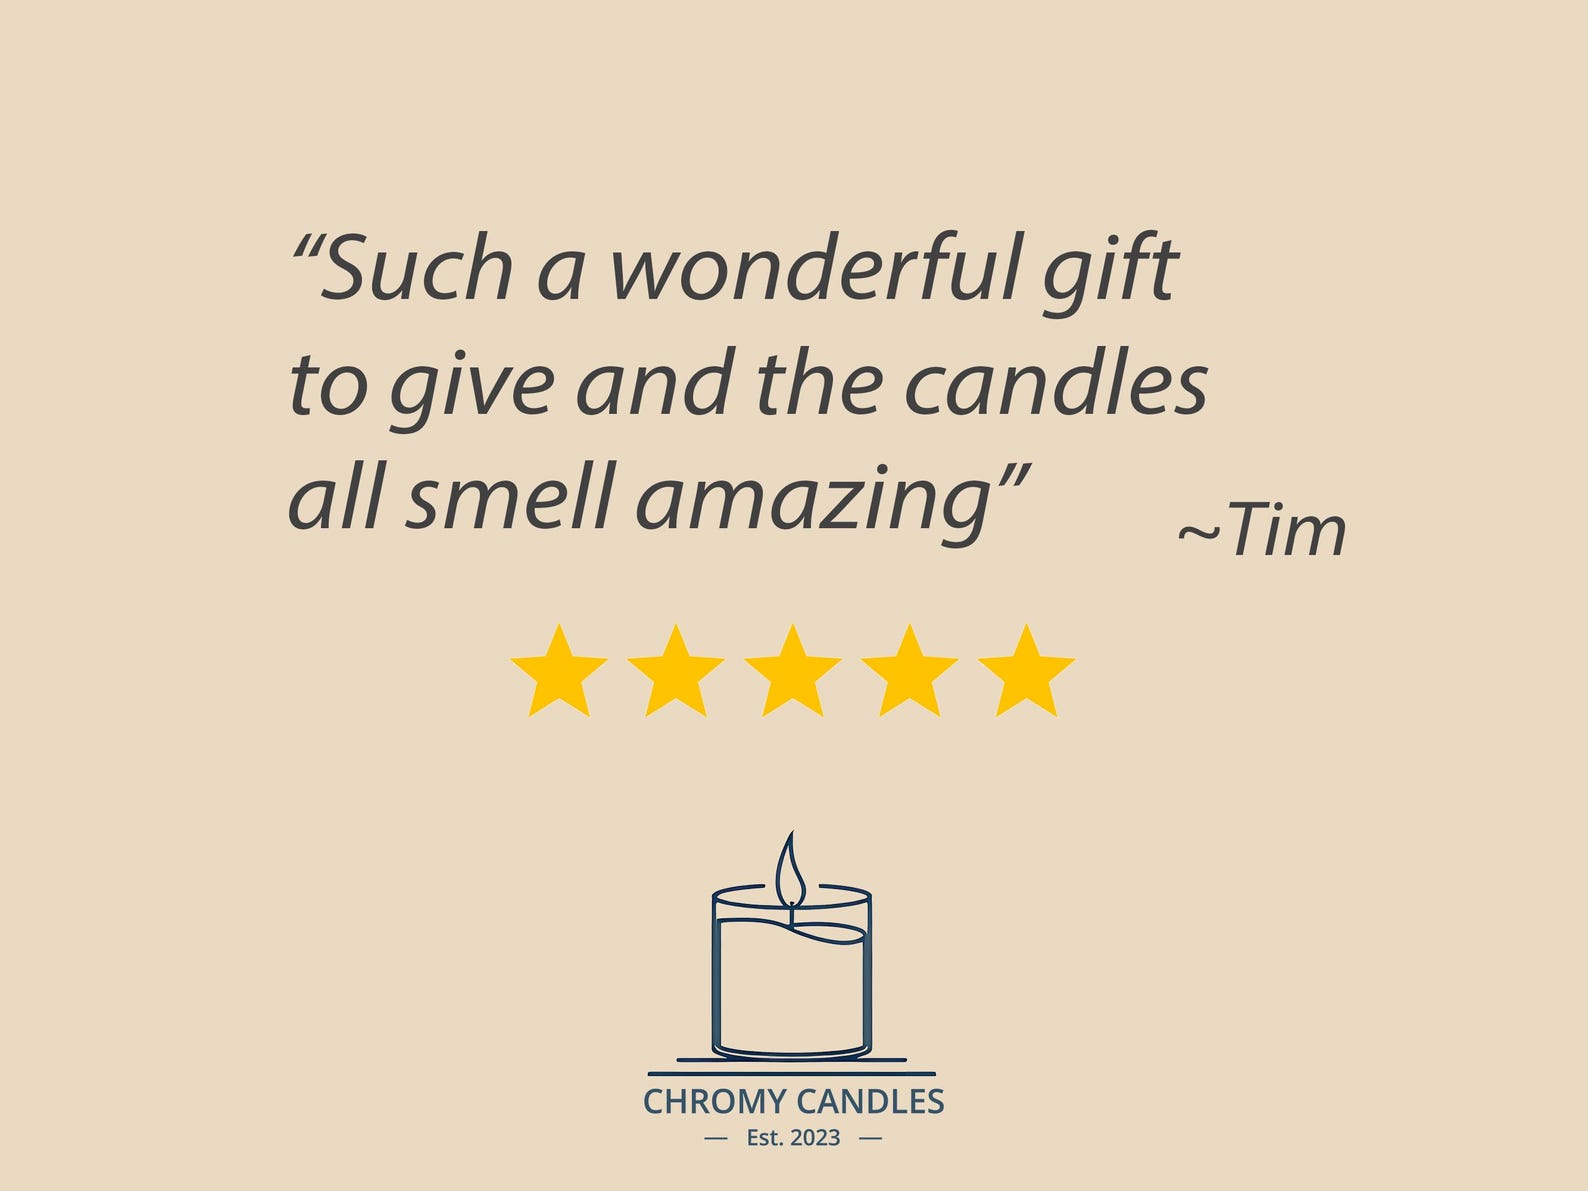 “Such a wonderful gift
to give and the candles
all smell amazing”
~Tim
CHROMY CANDLES
— Est. 2023 —